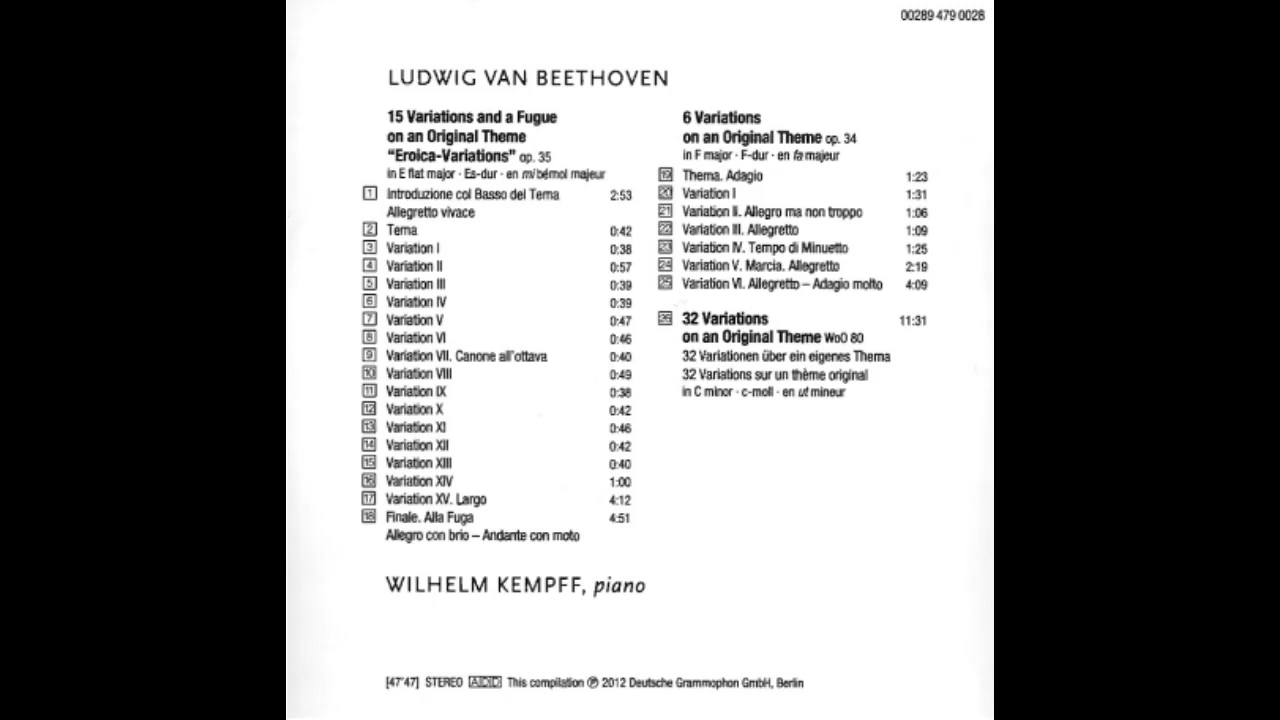 00289 479 0028
LUDWIG VAN BEETHOVEN
15 Variations and a Fugue
on an Original Theme
“Eroica-Variations” op. 35
in E flat major · Es-dur · en mi bémol majeur
1 Introduzione col Basso del Tema 2:53
Allegretto vivace
2 Tema 0:42
3 Variation I 0:38
4 Variation II 0:57
5 Variation III 0:39
6 Variation IV 0:39
7 Variation V 0:47
8 Variation VI 0:46
9 Variation VII. Canone all’ottava 0:40
10 Variation VIII 0:49
11 Variation IX 0:38
12 Variation X 0:42
13 Variation XI 0:46
14 Variation XII 0:42
15 Variation XIII 0:40
16 Variation XIV 1:00
17 Variation XV. Largo 4:12
18 Finale. Alla Fuga 4:51
Allegro con brio – Andante con moto
6 Variations
on an Original Theme op. 34
in F major · F-dur · en fa majeur
19 Thema. Adagio 1:23
20 Variation I 1:31
21 Variation II. Allegro ma non troppo 1:06
22 Variation III. Allegretto 1:09
23 Variation IV. Tempo di Minuetto 1:25
24 Variation V. Marcia. Allegretto 2:19
25 Variation VI. Allegretto – Adagio molto 4:09
26 32 Variations 11:31
on an Original Theme WoO 80
32 Variationen über ein eigenes Thema
32 Variations sur un thème original
in C minor · c-moll · en ut mineur
WILHELM KEMPFF, piano
[47'47] STEREO ADD This compilation ℗ 2012 Deutsche Grammophon GmbH, Berlin